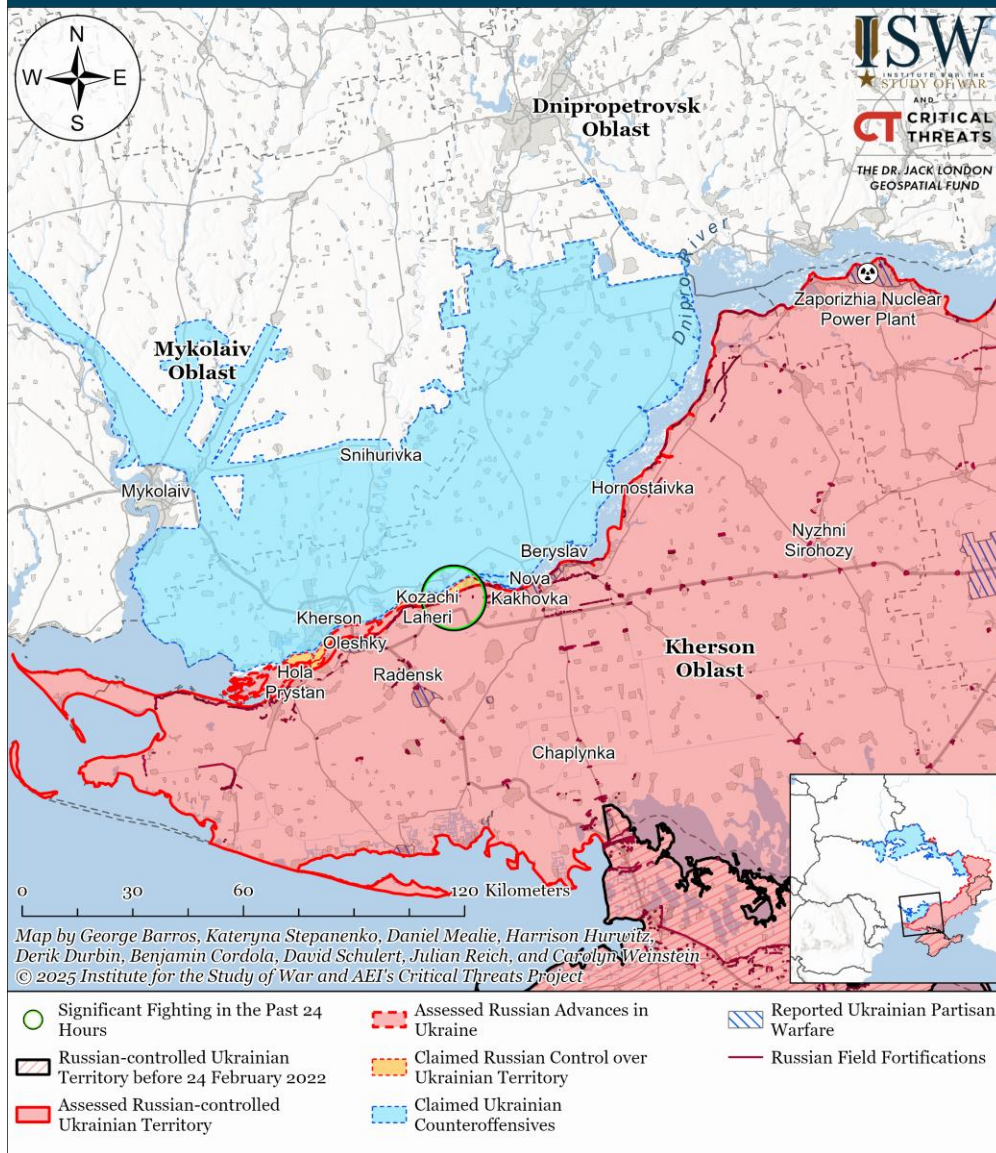 N
W E
S
ISW
INSTITUTE FOR THE
STUDY OF WAR
AND
CT CRITICAL
THREATS
THE DR. JACK LONDON
GEOSPATIAL FUND
Dnipropetrovsk
Oblast
Dnipro River
Zaporizhia Nuclear
Power Plant
Mykolaiv
Oblast
Snihurivka
Mykolaiv
Hornostaivka
Nyzhni
Sirohozy
Beryslav
Nova
Kakhovka
Kozachi
Laheri
Kherson
Oleshky
Hola
Prystan
Radensk
Kherson
Oblast
Chaplynka
0 30 60 120 Kilometers
Map by George Barros, Kateryna Stepanenko, Daniel Mealie, Harrison Hurwitz,
Derik Durbin, Benjamin Cordola, David Schulert, Julian Reich, and Carolyn Weinstein
© 2025 Institute for the Study of War and AEI's Critical Threats Project
Significant Fighting in the Past 24
Hours
Russian-controlled Ukrainian
Territory before 24 February 2022
Assessed Russian-controlled
Ukrainian Territory
Assessed Russian Advances in
Ukraine
Claimed Russian Control over
Ukrainian Territory
Claimed Ukrainian
Counteroffensives
Reported Ukrainian Partisan
Warfare
Russian Field Fortifications